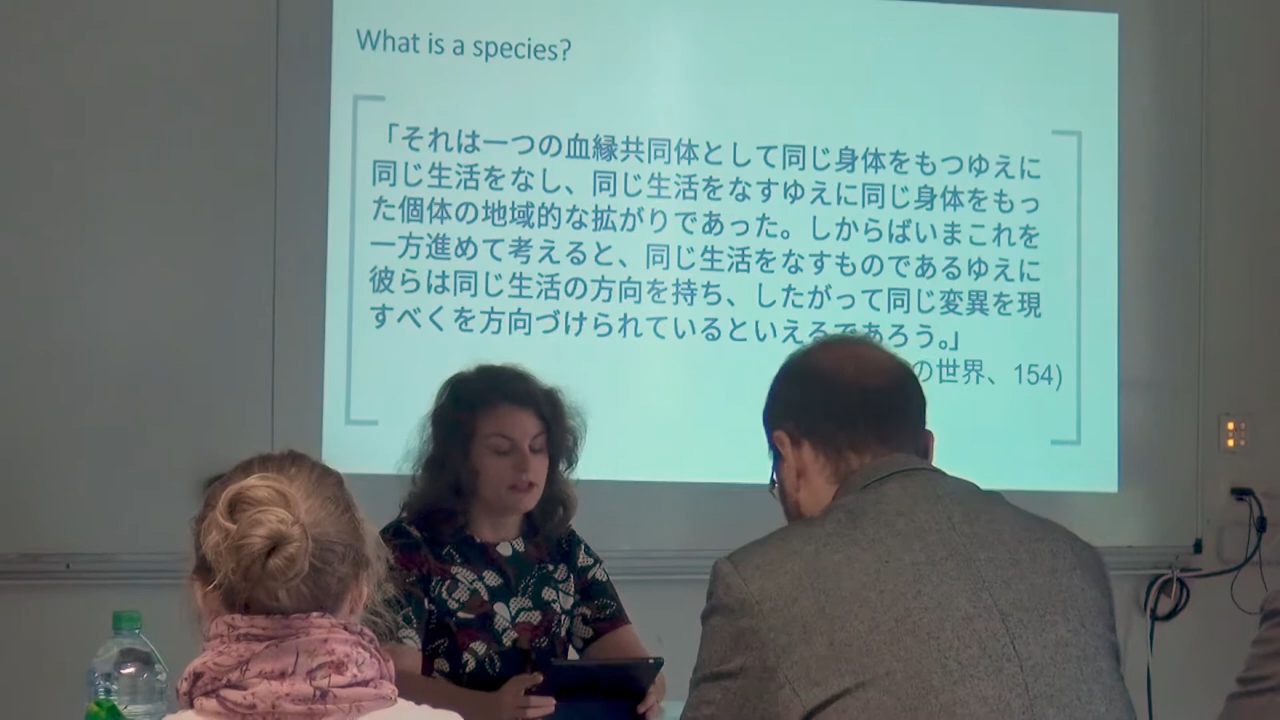 What is a species?
「それは一つの血縁共同体として同じ身体をもつゆえに
同じ生活をなし、同じ生活をなすゆえに同じ身体をもっ
た個体の地域的な拡がりであった。しからばいまこれを
一方進めて考えると、同じ生活をなすものであるゆえに
彼らは同じ生活の方向を持ち、したがって同じ変異を現
すべくを方向づけられているといえるであろう。」
の世界、154)